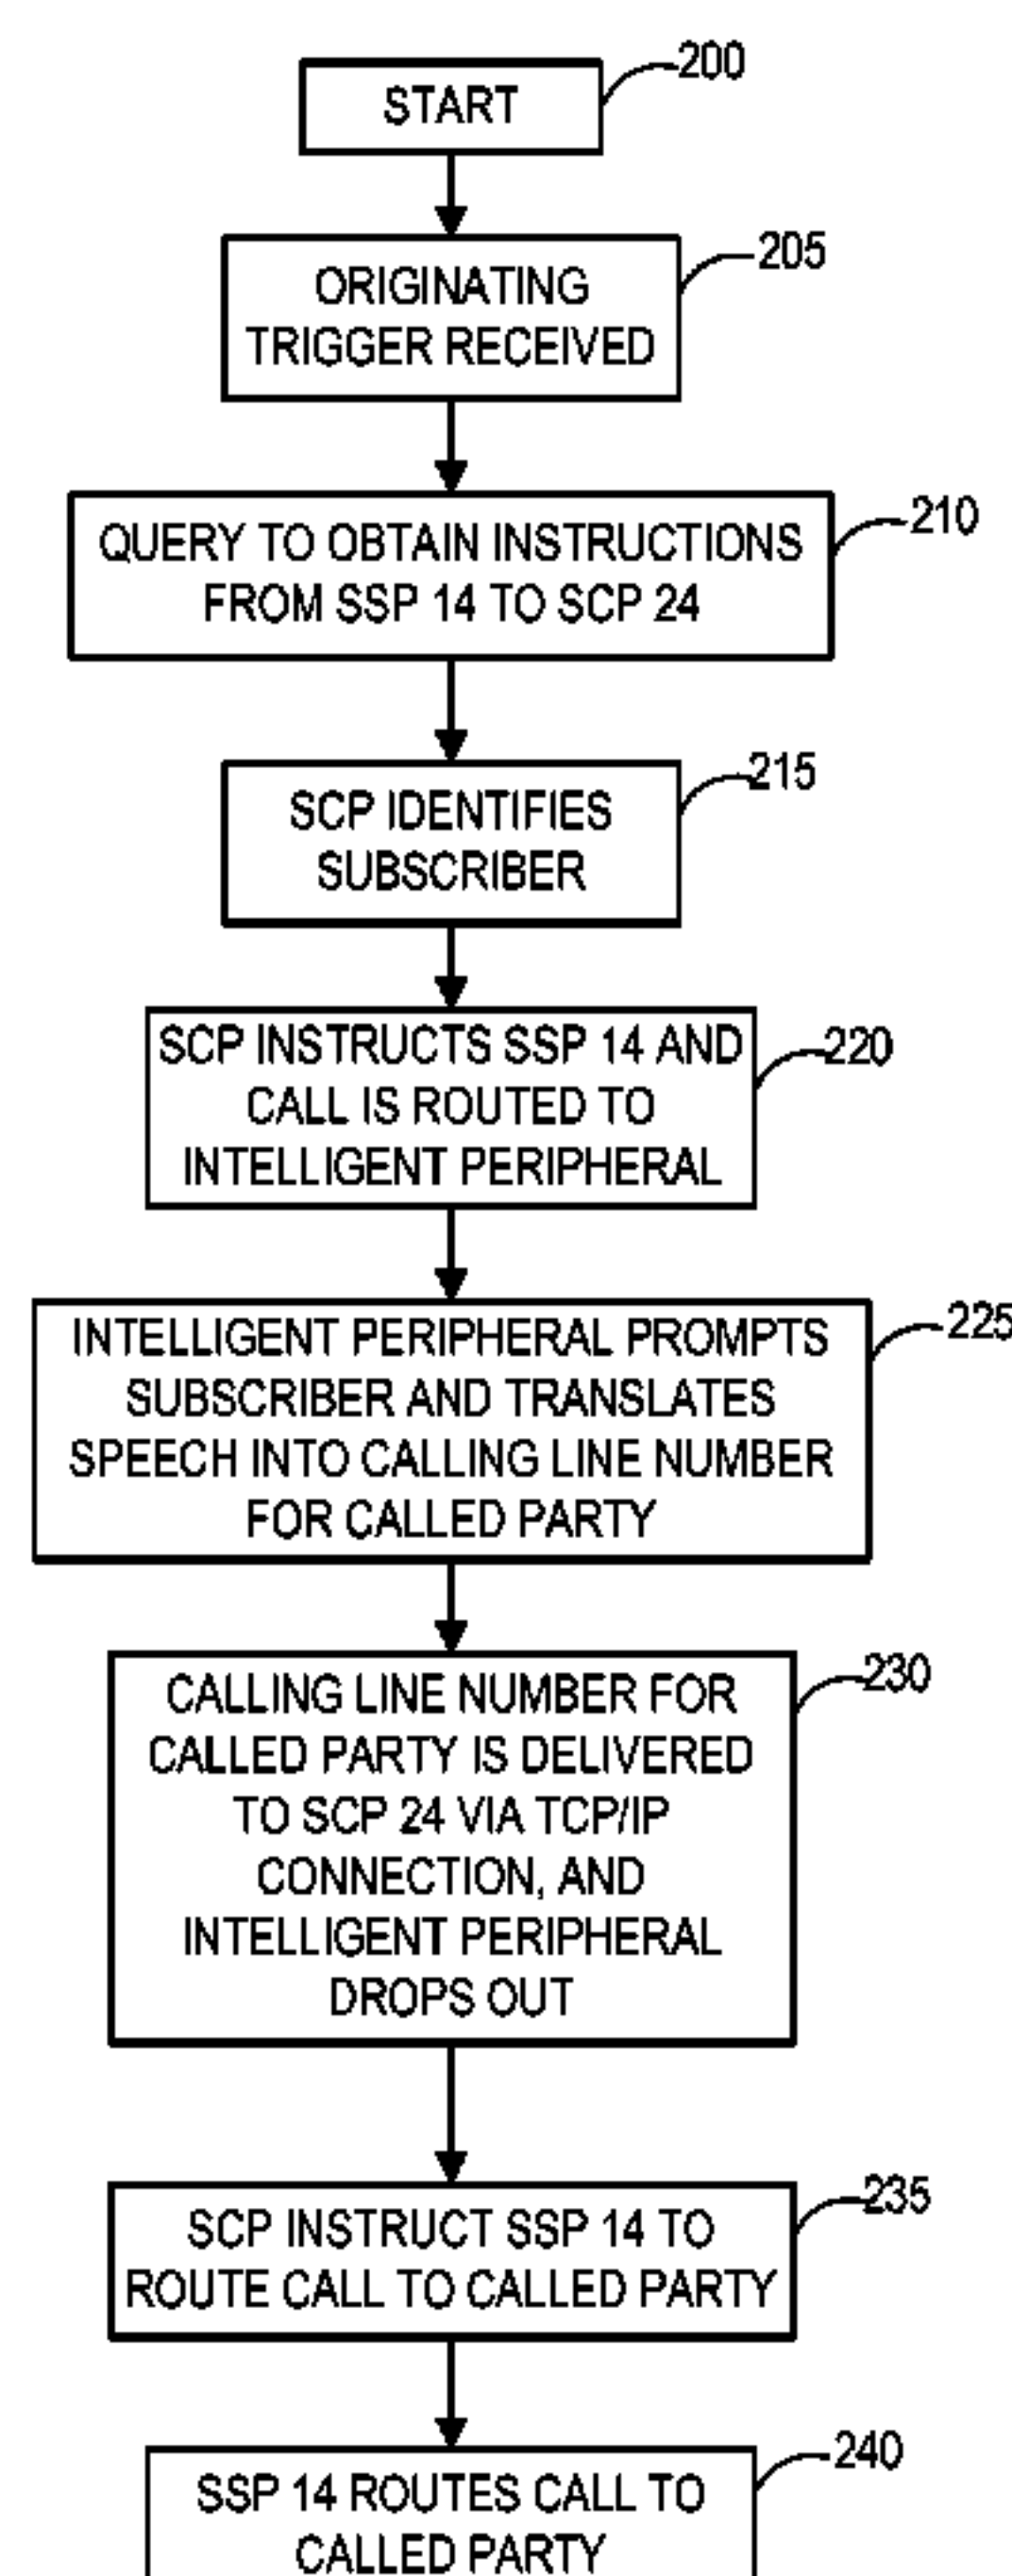 200
START
205
ORIGINATING
TRIGGER RECEIVED
210
QUERY TO OBTAIN INSTRUCTIONS
FROM SSP 14 TO SCP 24
215
SCP IDENTIFIES
SUBSCRIBER
220
SCP INSTRUCTS SSP 14 AND
CALL IS ROUTED TO
INTELLIGENT PERIPHERAL
225
INTELLIGENT PERIPHERAL PROMPTS
SUBSCRIBER AND TRANSLATES
SPEECH INTO CALLING LINE NUMBER
FOR CALLED PARTY
230
CALLING LINE NUMBER FOR
CALLED PARTY IS DELIVERED
TO SCP 24 VIA TCP/IP
CONNECTION, AND
INTELLIGENT PERIPHERAL
DROPS OUT
235
SCP INSTRUCT SSP 14 TO
ROUTE CALL TO CALLED PARTY
240
SSP 14 ROUTES CALL TO
CALLED PARTY